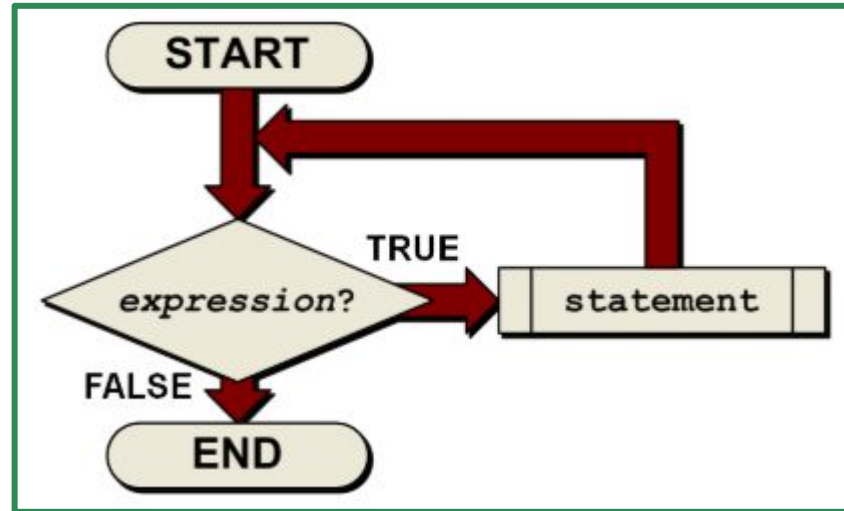 START
TRUE
expression?
statement
FALSE
END